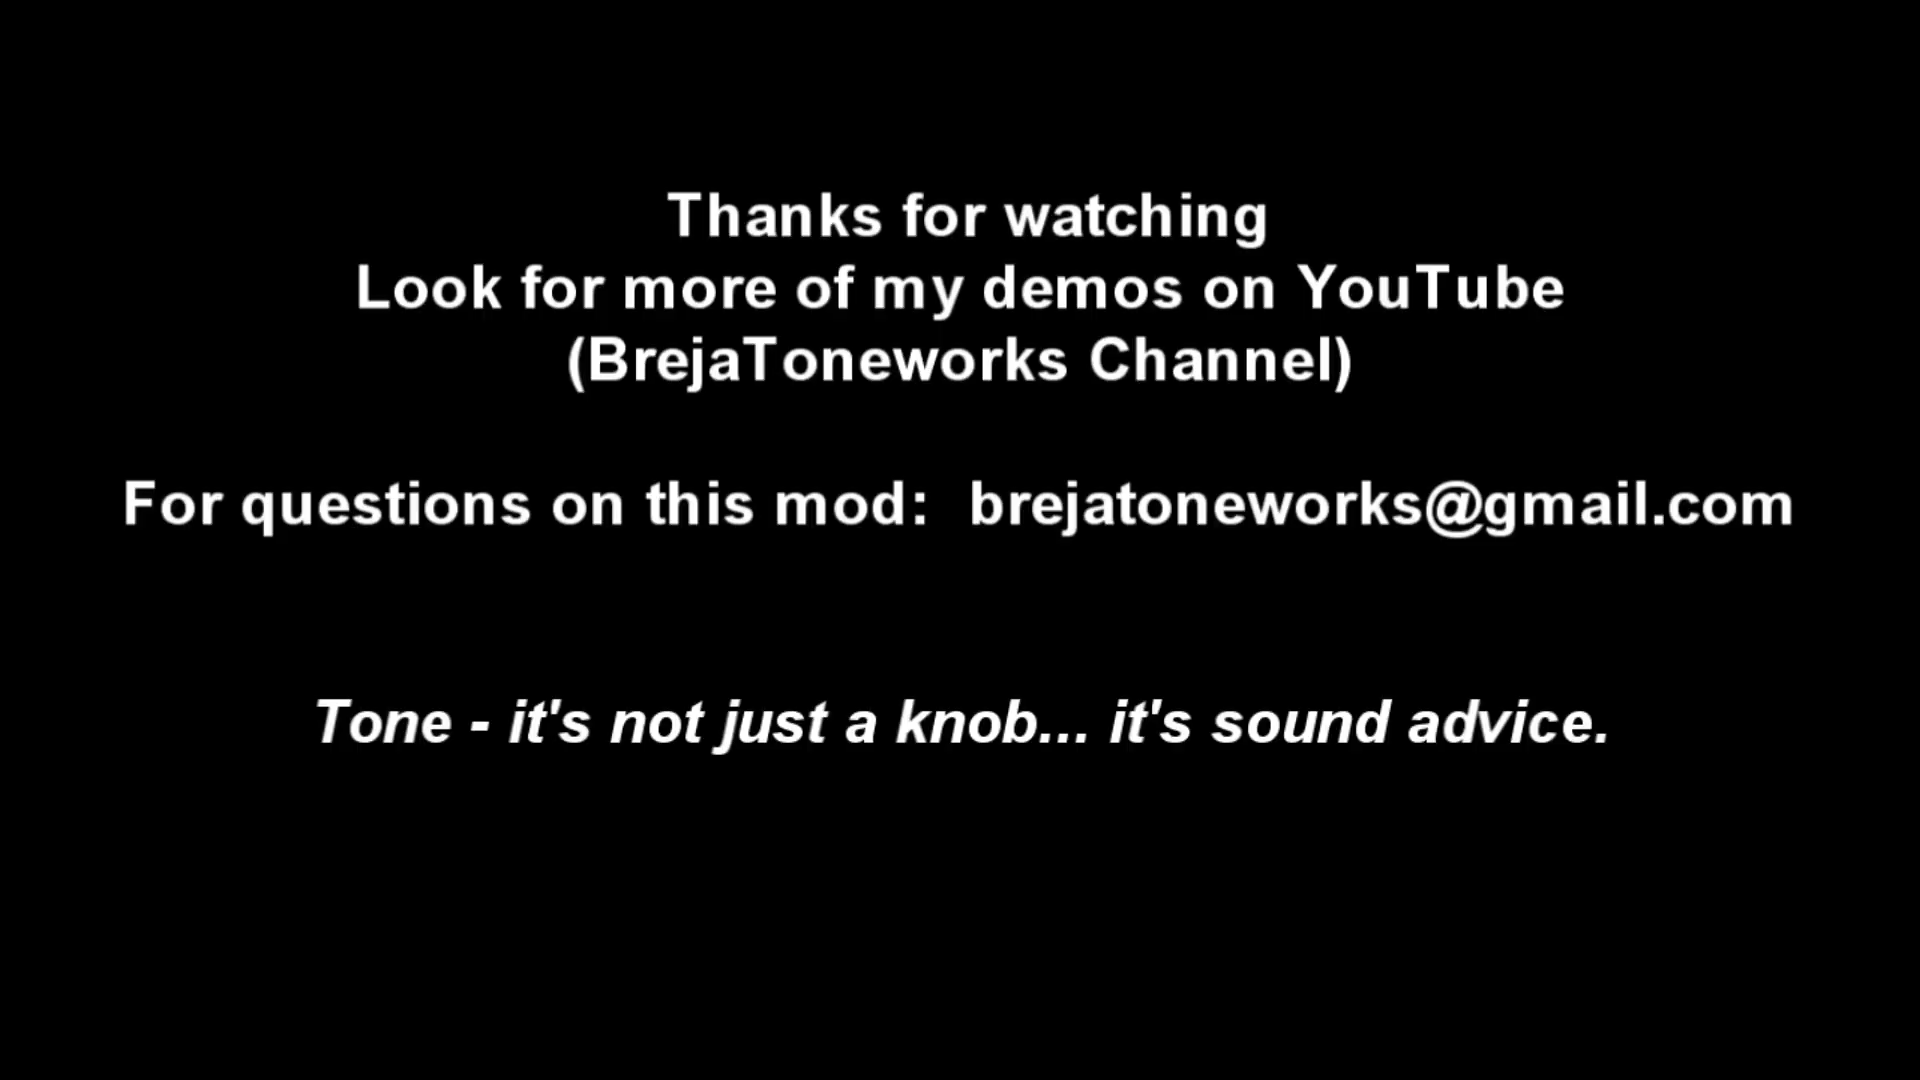 Thanks for watching
Look for more of my demos on YouTube
(BrejaToneworks Channel)
For questions on this mod:  brejatoneworks@gmail.com
Tone - it's not just a knob... it's sound advice.